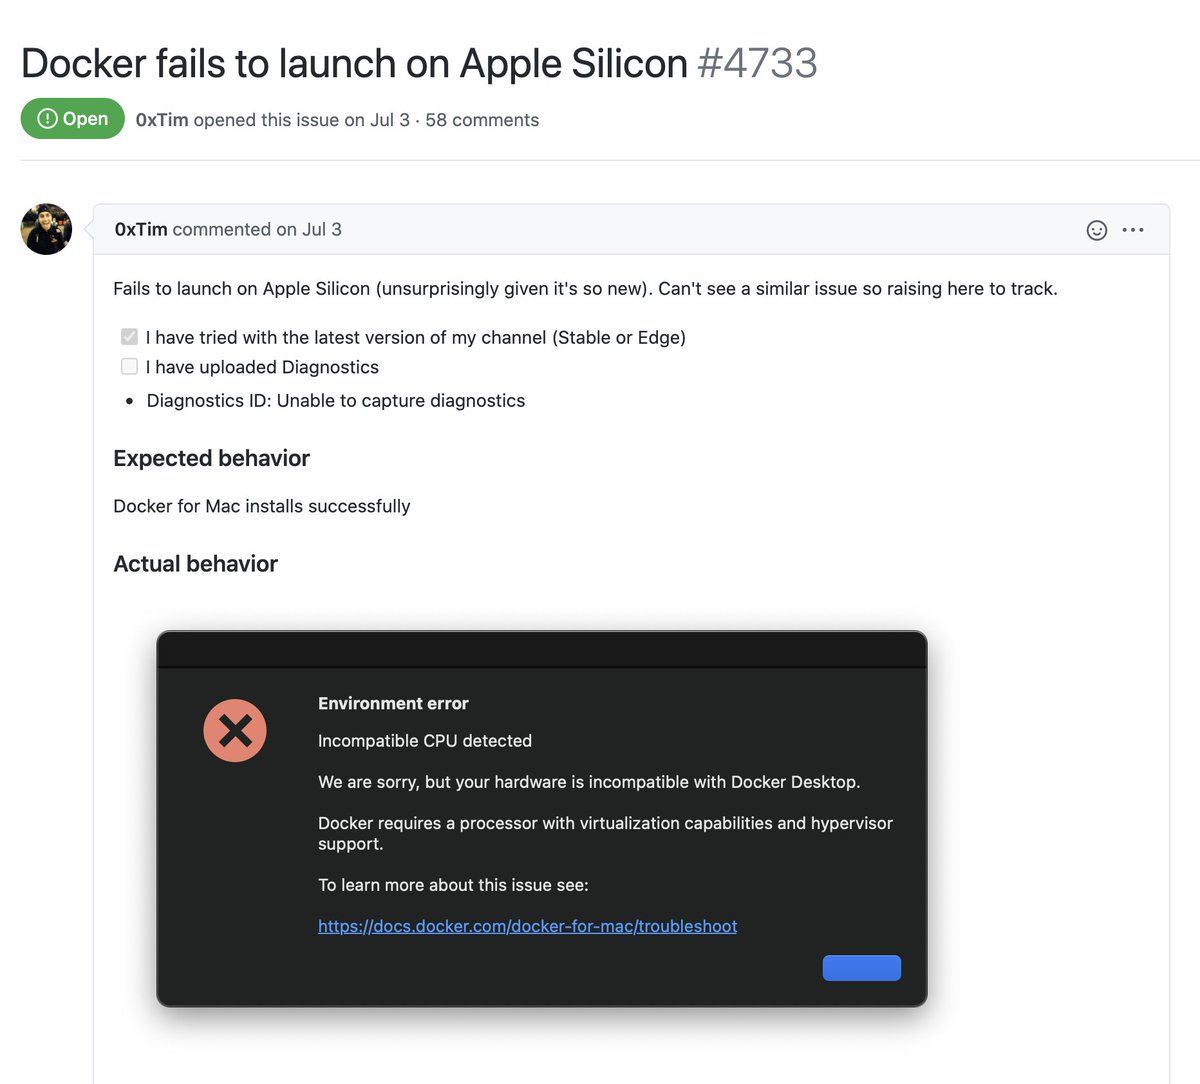 Docker fails to launch on Apple Silicon #4733
Open 0xTim opened this issue on Jul 3 · 58 comments
0xTim commented on Jul 3
Fails to launch on Apple Silicon (unsurprisingly given it's so new). Can't see a similar issue so raising here to track.
I have tried with the latest version of my channel (Stable or Edge)
I have uploaded Diagnostics
• Diagnostics ID: Unable to capture diagnostics
Expected behavior
Docker for Mac installs successfully
Actual behavior
Environment error
Incompatible CPU detected
We are sorry, but your hardware is incompatible with Docker Desktop.
Docker requires a processor with virtualization capabilities and hypervisor
support.
To learn more about this issue see:
https://docs.docker.com/docker-for-mac/troubleshoot